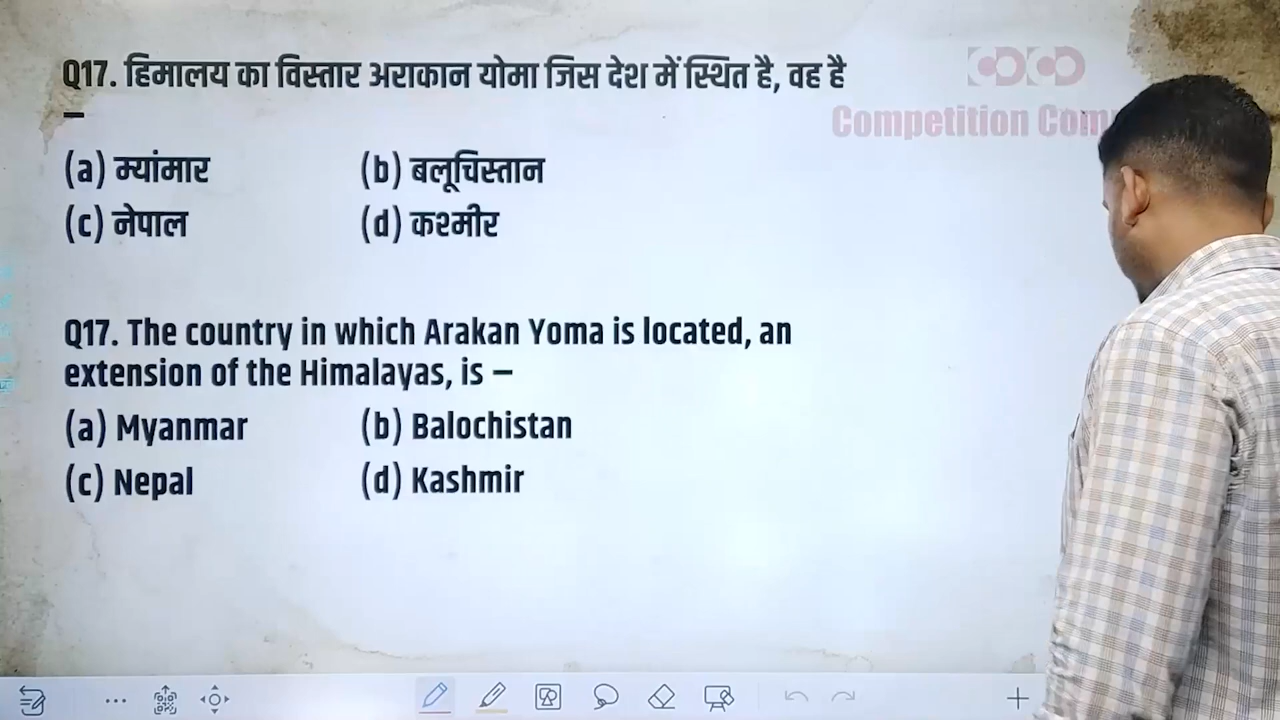 Q17. हिमालय का विस्तार अराकान योमा जिस देश में स्थित है, वह है
–
Competition Com
(a) म्यांमार (b) बलूचिस्तान
(c) नेपाल (d) कश्मीर
Q17. The country in which Arakan Yoma is located, an
extension of the Himalayas, is –
(a) Myanmar (b) Balochistan
(c) Nepal (d) Kashmir